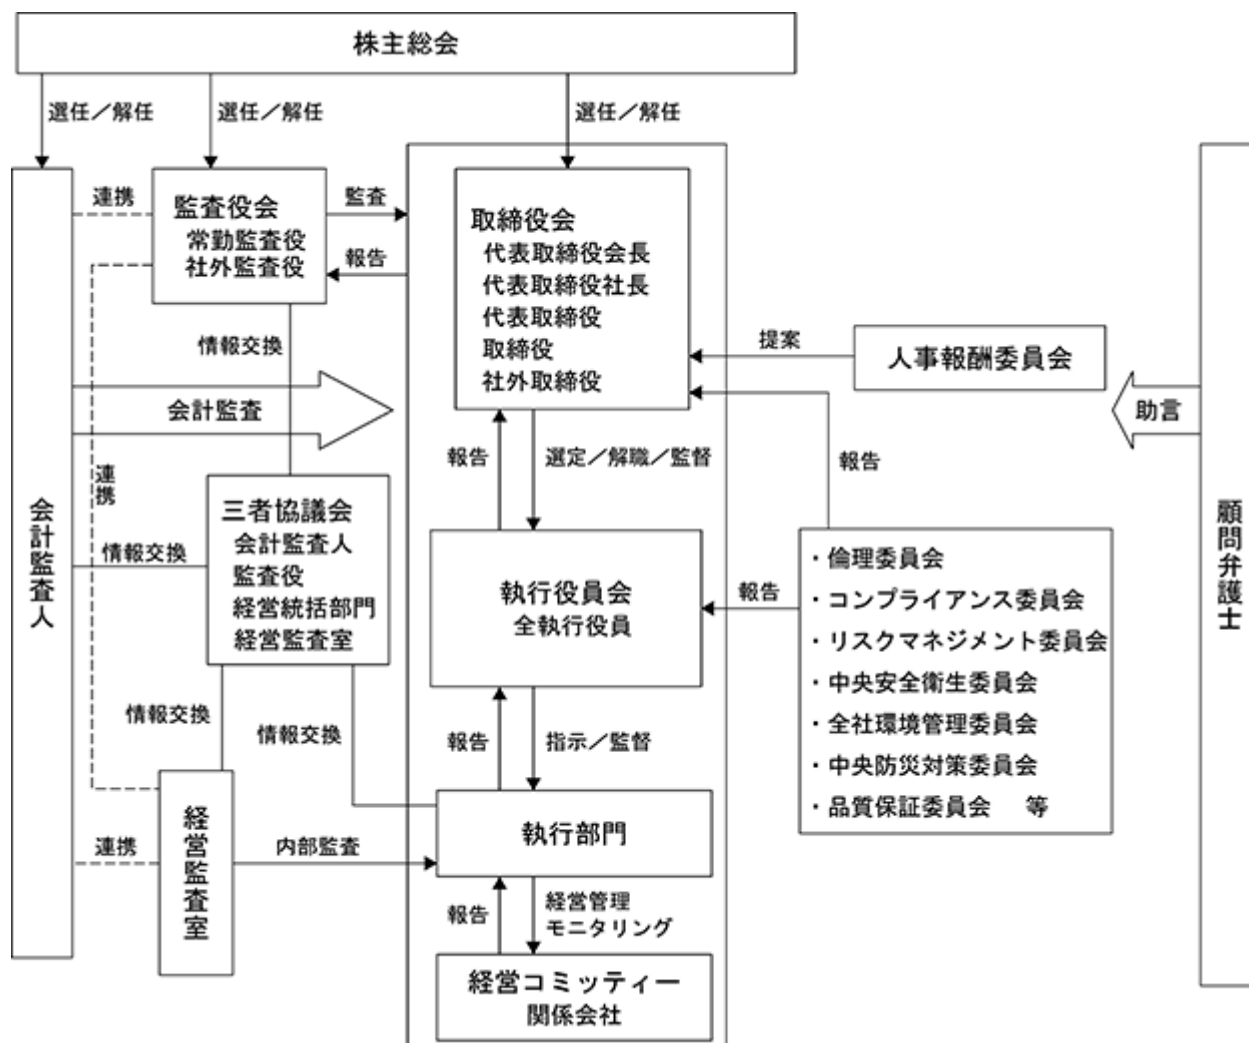 株主総会
選任／解任
選任／解任
選任／解任
連携
監査役会
常勤監査役
社外監査役
監査
報告
取締役会
代表取締役会長
代表取締役社長
代表取締役
取締役
社外取締役
情報交換
提案
人事報酬委員会
会計監査
助言
連携
報告
選定／解職／監督
報告
会計監査人
情報交換
三者協議会
会計監査人
監査役
経営統括部門
経営監査室
執行役員会
全執行役員
報告
・倫理委員会
・コンプライアンス委員会
・リスクマネジメント委員会
・中央安全衛生委員会
・全社環境管理委員会
・中央防災対策委員会
・品質保証委員会　等
顧問弁護士
情報交換
情報交換
報告
指示／監督
経営監査室
連携
内部監査
執行部門
報告
経営管理
モニタリング
経営コミッティー
関係会社